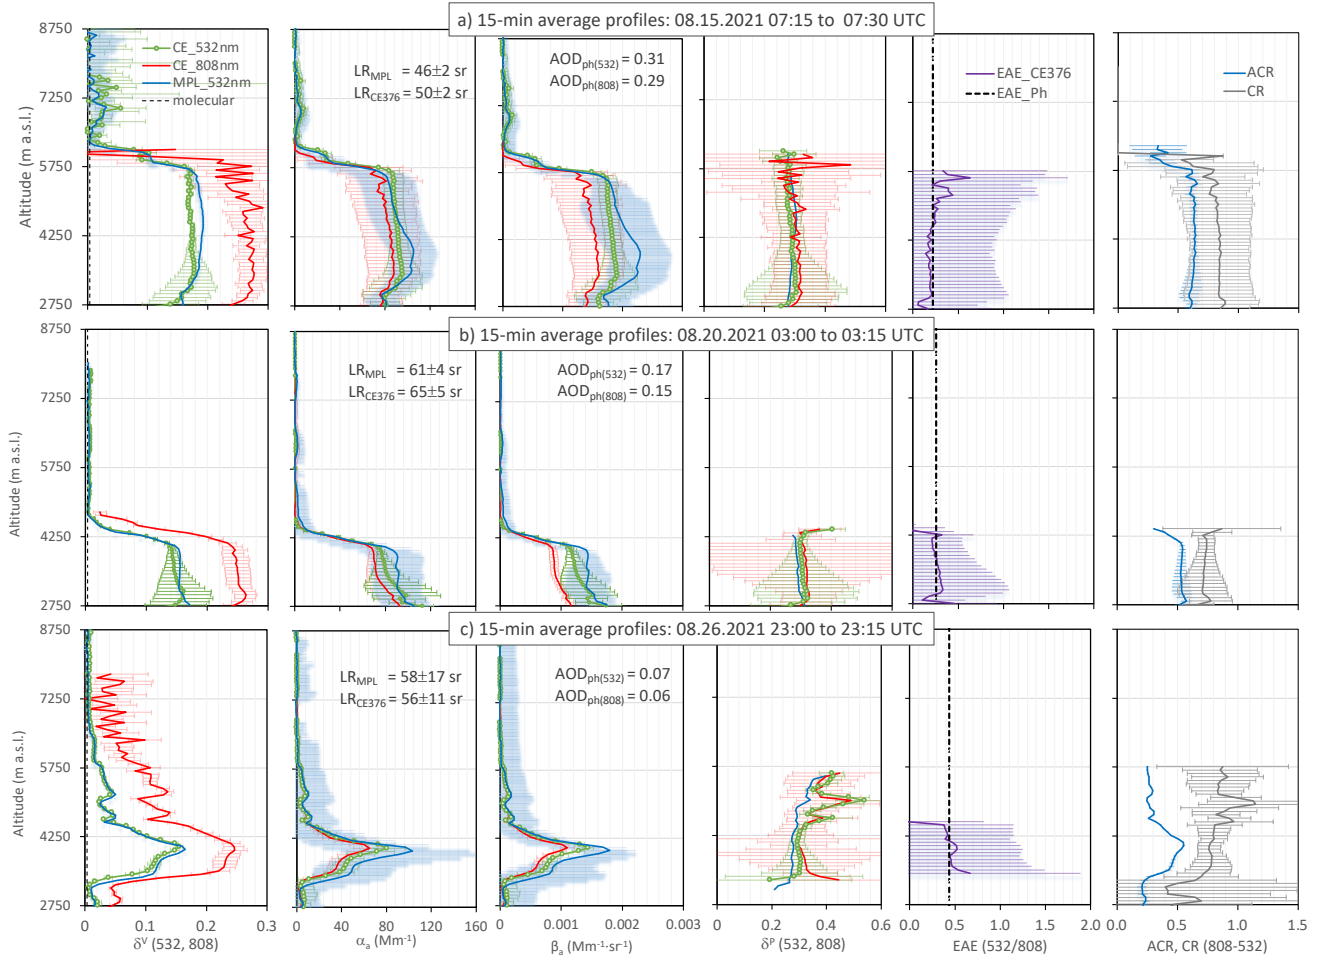 a) 15-min average profiles: 08.15.2021 07:15 to 07:30 UTC
8750
7250
5750
4250
2750
Altitude (m a.s.l.)
CE_532nm
CE_808nm
MPL_532nm
molecular
LR_MPL = 46±2 sr
LR_CE376 = 50±2 sr
AOD_ph(532) = 0.31
AOD_ph(808) = 0.29
EAE_CE376
EAE_Ph
ACR
CR
b) 15-min average profiles: 08.20.2021 03:00 to 03:15 UTC
8750
7250
5750
4250
2750
Altitude (m a.s.l.)
LR_MPL = 61±4 sr
LR_CE376 = 65±5 sr
AOD_ph(532) = 0.17
AOD_ph(808) = 0.15
c) 15-min average profiles: 08.26.2021 23:00 to 23:15 UTC
8750
7250
5750
4250
2750
Altitude (m a.s.l.)
LR_MPL = 58±17 sr
LR_CE376 = 56±11 sr
AOD_ph(532) = 0.07
AOD_ph(808) = 0.06
0 0.1 0.2 0.3
0 40 80 120 160
0 0.001 0.002 0.003
0 0.2 0.4 0.6
0.0 0.5 1.0 1.5 2.0
0.0 0.5 1.0 1.5
δ^V (532, 808)
α_a (Mm⁻¹)
β_a (Mm⁻¹·sr⁻¹)
δ^P (532, 808)
EAE (532/808)
ACR, CR (808-532)